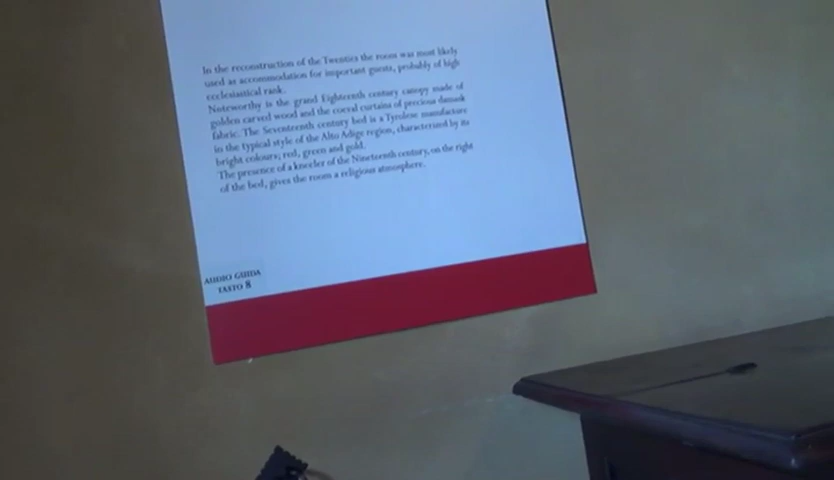 In the reconstruction of the Twenties the room was most likely
used as accommodation for important guests, probably of high
ecclesiastical rank.
Noteworthy is the grand Eighteenth century canopy made of
golden carved wood and the coeval curtains of precious damask
fabric. The Seventeenth century bed is a Tyrolese manufacture
in the typical style of the Alto Adige region, characterized by its
bright colours; red, green and gold.
The presence of a kneeler of the Nineteenth century, on the right
of the bed, gives the room a religious atmosphere.
AUDIO GUIDA
TASTO 8